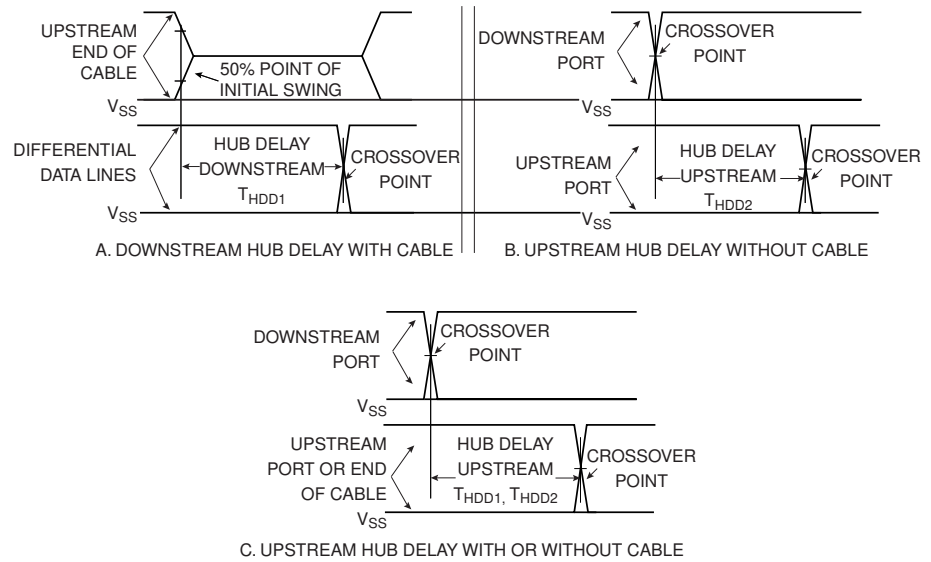 UPSTREAM
END OF
CABLE
50% POINT OF
INITIAL SWING
VSS
DIFFERENTIAL
DATA LINES
HUB DELAY
DOWNSTREAM
THDD1
CROSSOVER
POINT
VSS
A. DOWNSTREAM HUB DELAY WITH CABLE
DOWNSTREAM
PORT
CROSSOVER
POINT
VSS
UPSTREAM
PORT
HUB DELAY
UPSTREAM
THDD2
CROSSOVER
POINT
VSS
B. UPSTREAM HUB DELAY WITHOUT CABLE
DOWNSTREAM
PORT
CROSSOVER
POINT
VSS
UPSTREAM
PORT OR END
OF CABLE
HUB DELAY
UPSTREAM
THDD1, THDD2
CROSSOVER
POINT
VSS
C. UPSTREAM HUB DELAY WITH OR WITHOUT CABLE